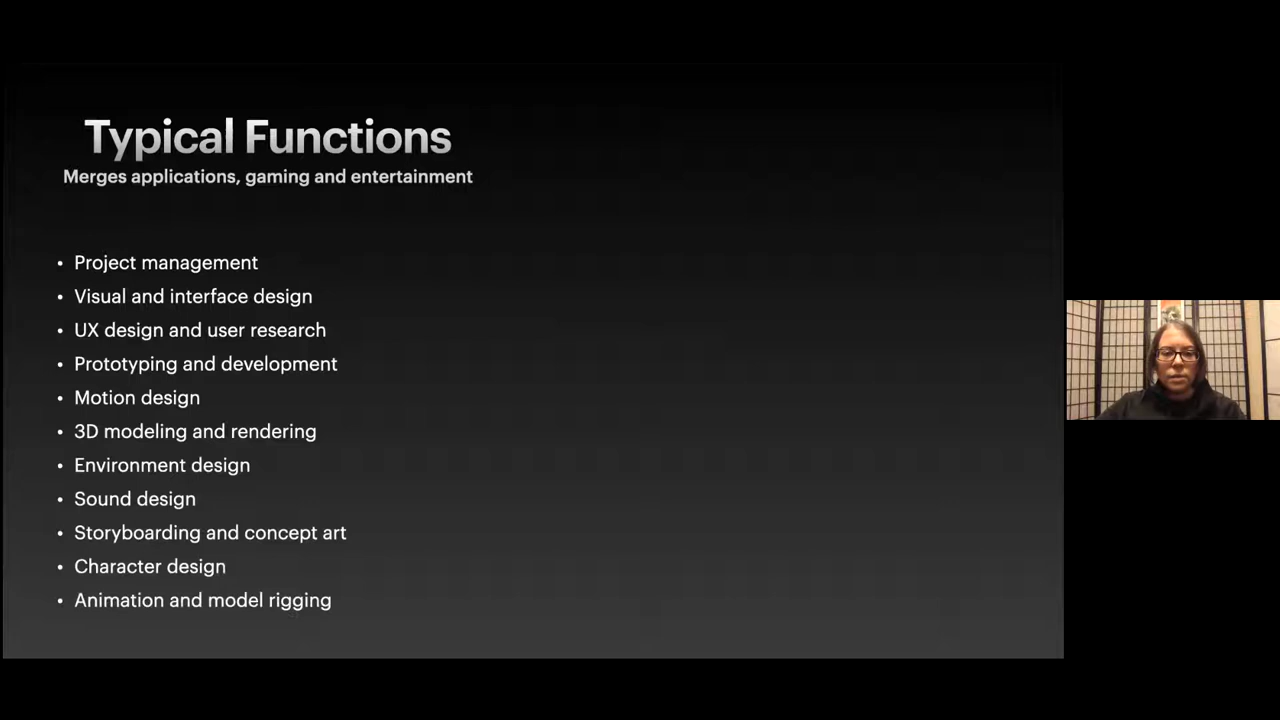 Typical Functions
Merges applications, gaming and entertainment
• Project management
• Visual and interface design
• UX design and user research
• Prototyping and development
• Motion design
• 3D modeling and rendering
• Environment design
• Sound design
• Storyboarding and concept art
• Character design
• Animation and model rigging